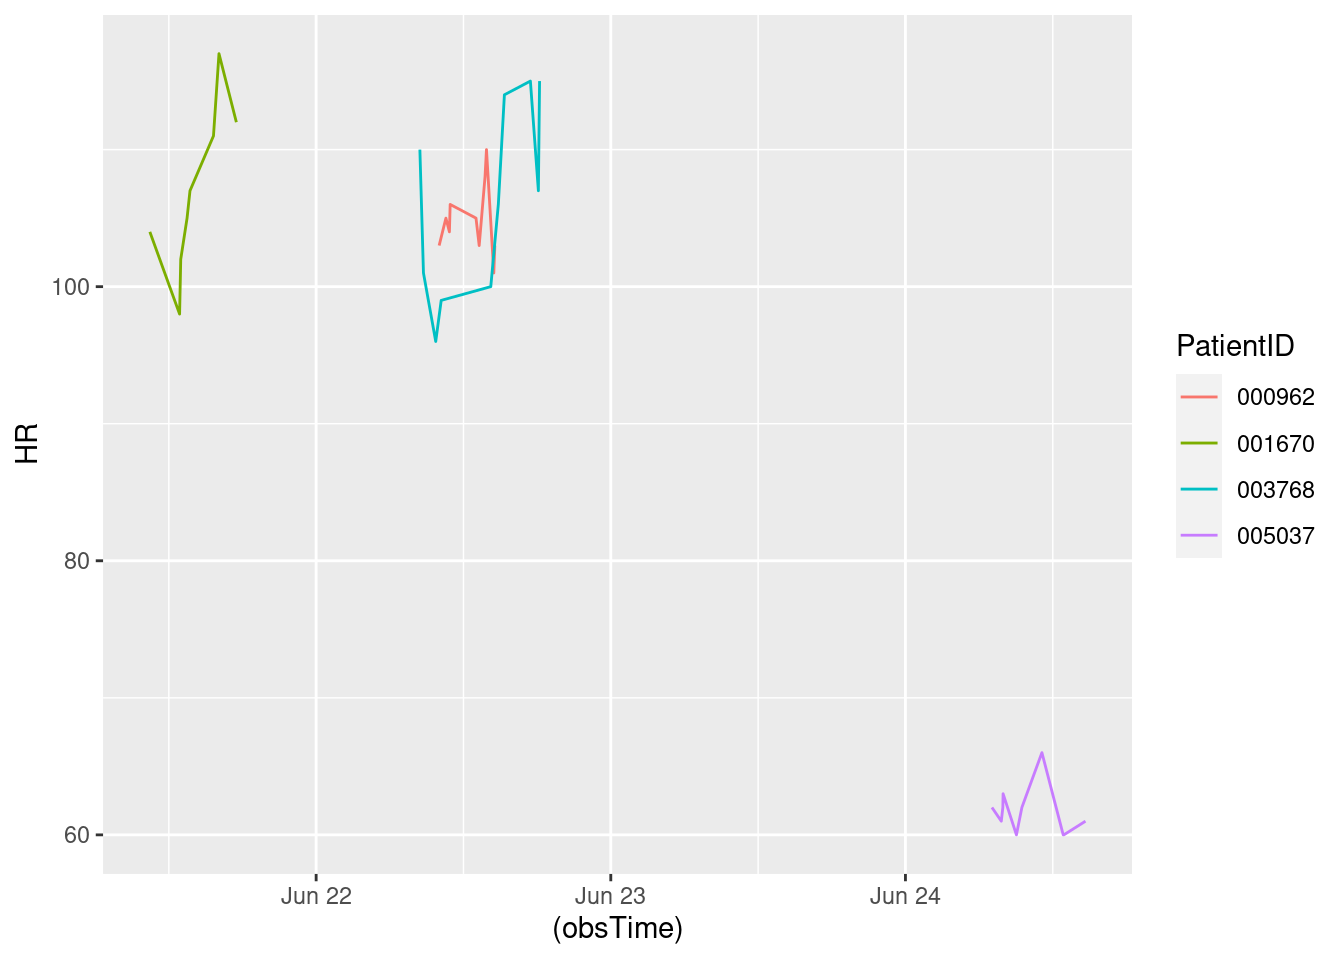 HR
100
80
60
Jun 22
Jun 23
Jun 24
(obsTime)
PatientID
000962
001670
003768
005037